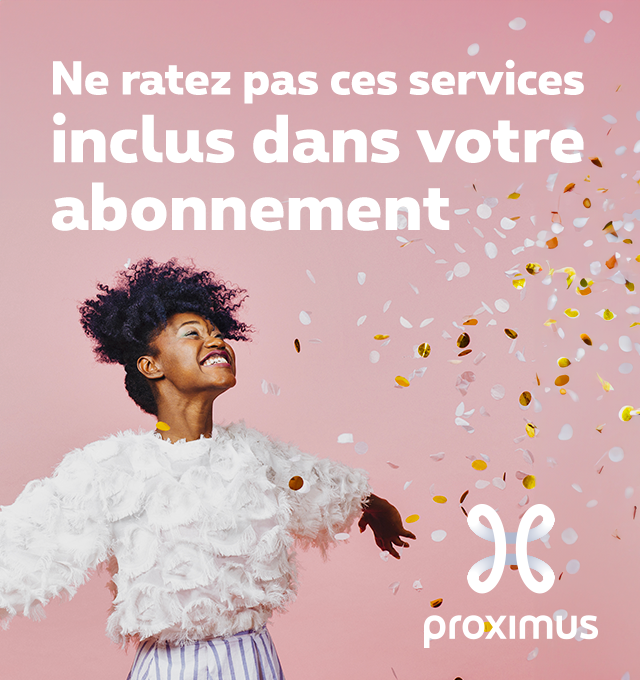 Ne ratez pas ces services
inclus dans votre
abonnement
proximus